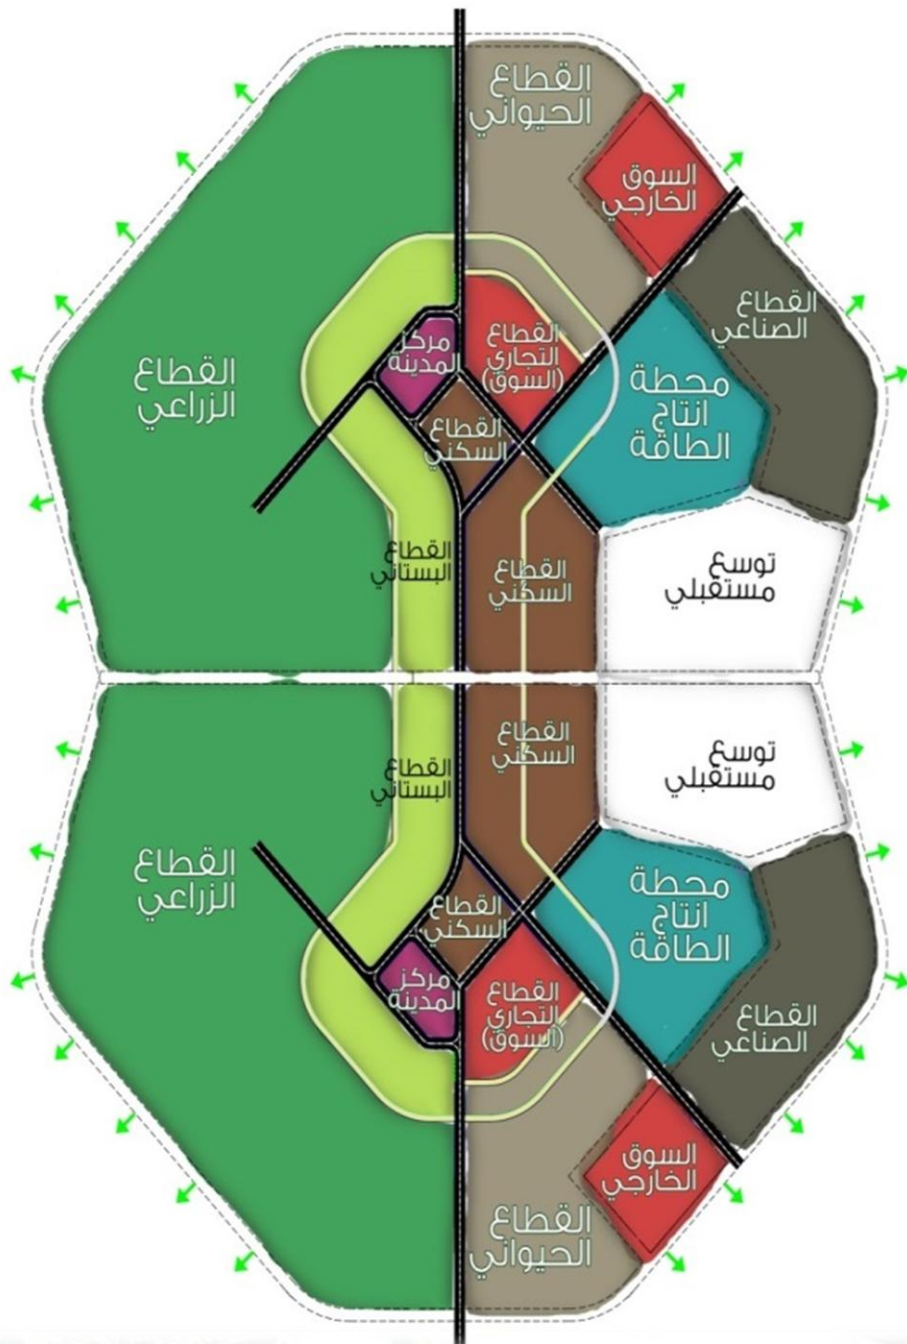 القطاع
الحيواني
السوق
الخارجي
القطاع
الصناعي
القطاع
التجاري
(السوق)
مركز
المدينة
القطاع
الزراعي
محطة
انتاج
الطاقة
القطاع
السكني
القطاع
البستاني
القطاع
السكني
توسع
مستقبلي
القطاع
السكني
توسع
مستقبلي
القطاع
البستاني
القطاع
الزراعي
محطة
انتاج
الطاقة
القطاع
السكني
مركز
المدينة
القطاع
التجاري
(السوق)
القطاع
الصناعي
السوق
الخارجي
القطاع
الحيواني